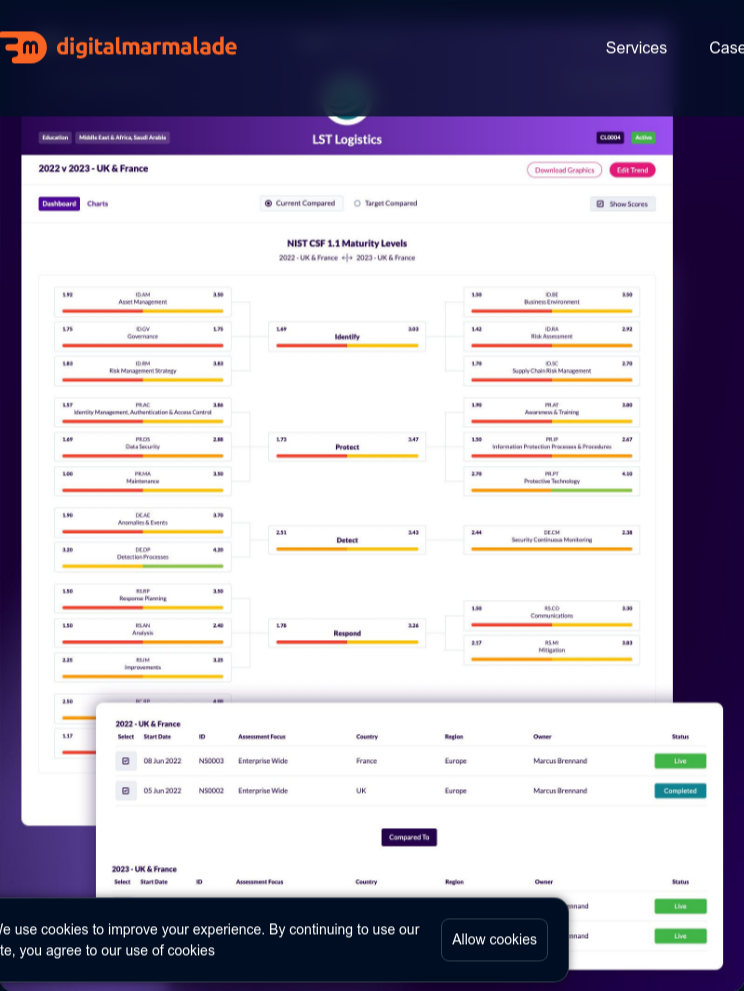 digitalmarmalade
Services
Case
Education
Middle East & Africa, Saudi Arabia
LST Logistics
CL0004
Active
2022 v 2023 - UK & France
Download Graphics
Edit Trend
Dashboard
Charts
Current Compared
Target Compared
Show Scores
NIST CSF 1.1 Maturity Levels
2022 - UK & France
2023 - UK & France
1.92 ID.AM 3.50
Asset Management
1.50 ID.BE 3.50
Business Environment
1.75 ID.GV 1.75
Governance
1.69 3.03
Identify
1.42 ID.RA 2.92
Risk Assessment
1.83 ID.RM 3.83
Risk Management Strategy
1.70 ID.SC 2.70
Supply Chain Risk Management
1.57 PR.AC 3.86
Identity Management, Authentication & Access Control
1.90 PR.AT 3.80
Awareness & Training
1.69 PR.DS 2.88
Data Security
1.73 3.47
Protect
1.50 PR.IP 2.67
Information Protection Processes & Procedures
1.00 PR.MA 3.50
Maintenance
2.70 PR.PT 4.10
Protective Technology
1.90 DE.AE 3.70
Anomalies & Events
2.51 3.43
Detect
2.44 DE.CM 2.38
Security Continuous Monitoring
3.20 DE.DP 4.20
Detection Processes
1.50 RS.RP 3.50
Response Planning
1.50 RS.CO 3.30
Communications
1.50 RS.AN 2.40
Analysis
1.78 3.26
Respond
2.17 RS.MI 3.83
Mitigation
2.25 RS.IM 3.25
Improvements
2.50
1.17
2022 - UK & France
Select Start Date ID Assessment Focus Country Region Owner Status
08 Jun 2022 NS0003 Enterprise Wide France Europe Marcus Brennand Live
05 Jun 2022 NS0002 Enterprise Wide UK Europe Marcus Brennand Completed
Compared To
2023 - UK & France
Select Start Date ID Assessment Focus Country Region Owner Status
nnand Live
nnand Live
We use cookies to improve your experience. By continuing to use our
te, you agree to our use of cookies
Allow cookies